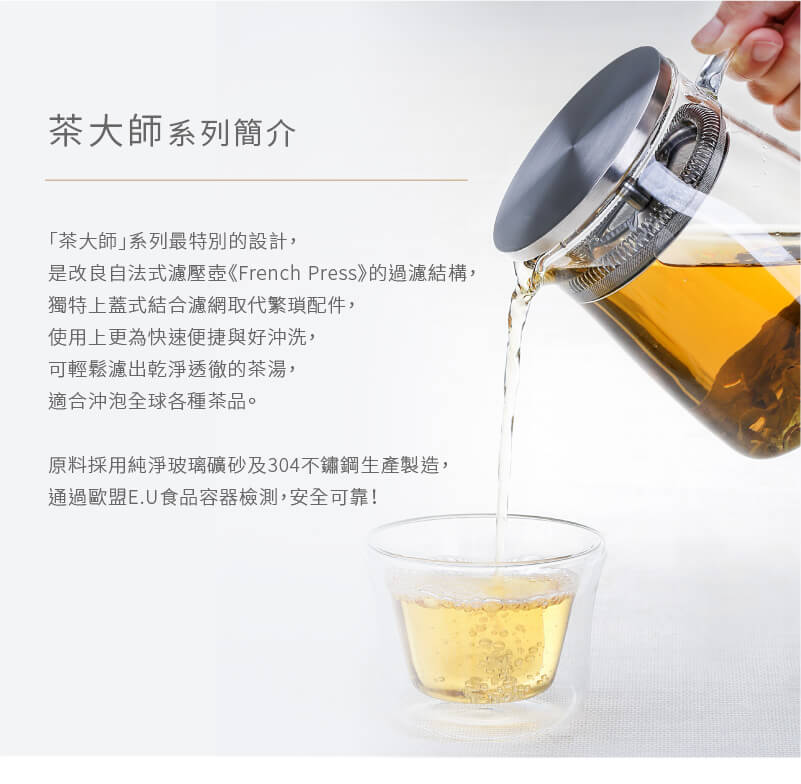 茶大師系列簡介
「茶大師」系列最特別的設計，
是改良自法式濾壓壺《French Press》的過濾結構，
獨特上蓋式結合濾網取代繁瑣配件，
使用上更為快速便捷與好沖洗，
可輕鬆濾出乾淨透徹的茶湯，
適合沖泡全球各種茶品。
原料採用純淨玻璃礦砂及304不鏽鋼生產製造，
通過歐盟E.U食品容器檢測，安全可靠！